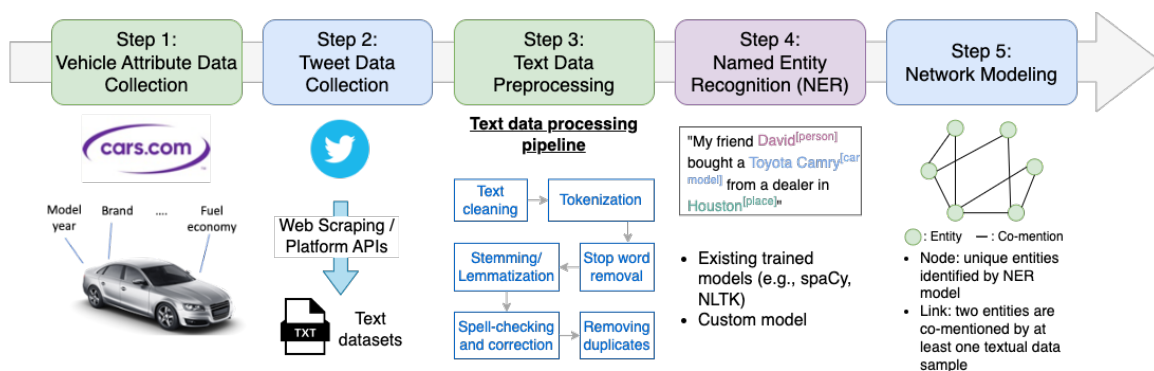 Step 1:
Vehicle Attribute Data
Collection
Step 2:
Tweet Data
Collection
Step 3:
Text Data
Preprocessing
Step 4:
Named Entity
Recognition (NER)
Step 5:
Network Modeling
cars.com
TM
Model
year
Brand
....
Fuel
economy
Web Scraping /
Platform APIs
TXT
Text
datasets
Text data processing
pipeline
Text
cleaning
Tokenization
Stemming/
Lemmatization
Stop word
removal
Spell-checking
and correction
Removing
duplicates
"My friend David[person]
bought a Toyota Camry[car
model] from a dealer in
Houston[place]"
• Existing trained
models (e.g., spaCy,
NLTK)
• Custom model
: Entity — : Co-mention
• Node: unique entities
identified by NER
model
• Link: two entities are
co-mentioned by at
least one textual data
sample